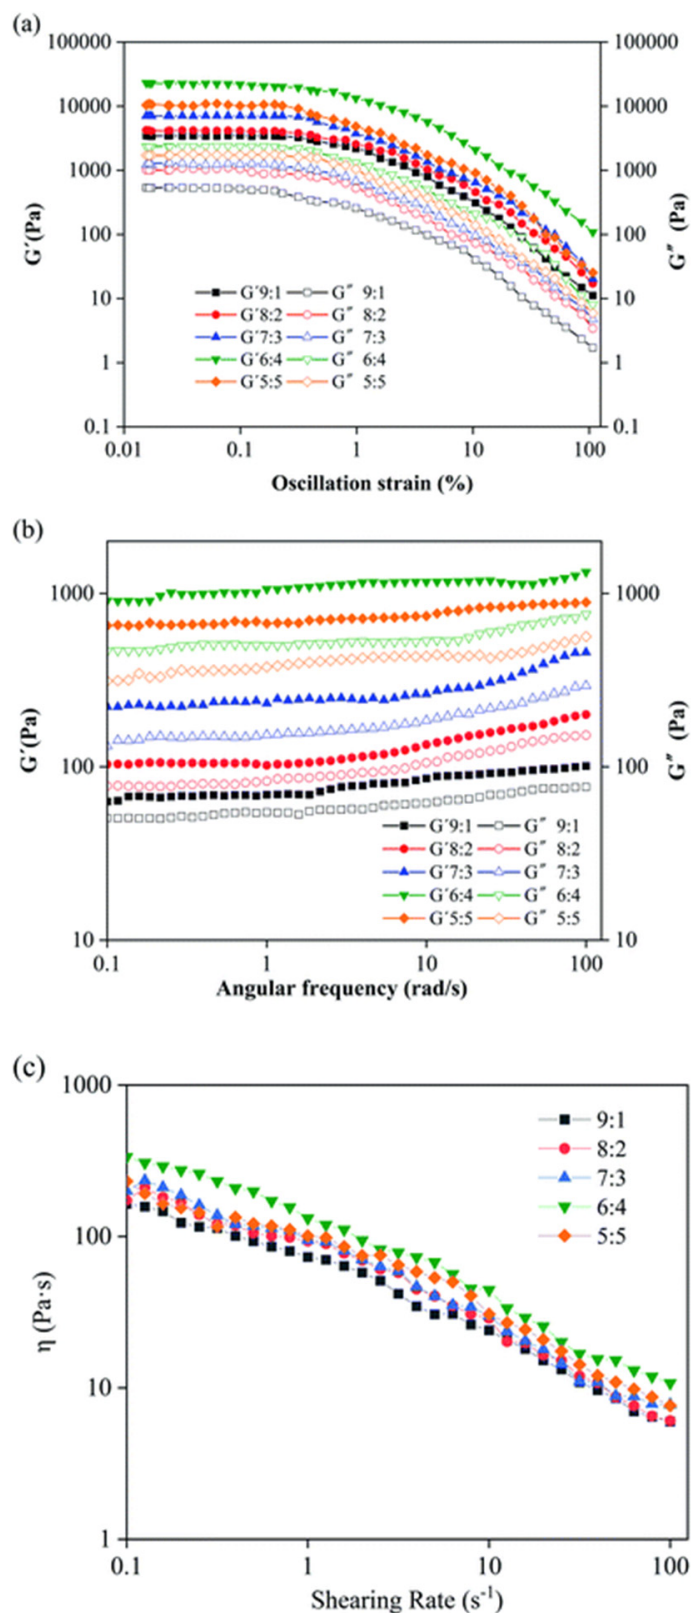 (a)
100000
100000
10000
10000
1000
1000
100
100
10
10
1
1
0.1
0.1
G′(Pa)
G″ (Pa)
G′9:1 G″ 9:1
G′8:2 G″ 8:2
G′7:3 G″ 7:3
G′6:4 G″ 6:4
G′5:5 G″ 5:5
0.01 0.1 1 10 100
Oscillation strain (%)
(b)
1000
1000
100
100
10
10
G′(Pa)
G″ (Pa)
G′9:1 G″ 9:1
G′8:2 G″ 8:2
G′7:3 G″ 7:3
G′6:4 G″ 6:4
G′5:5 G″ 5:5
0.1 1 10 100
Angular frequency (rad/s)
(c)
1000
100
10
1
η (Pa·s)
9:1
8:2
7:3
6:4
5:5
0.1 1 10 100
Shearing Rate (s⁻¹)